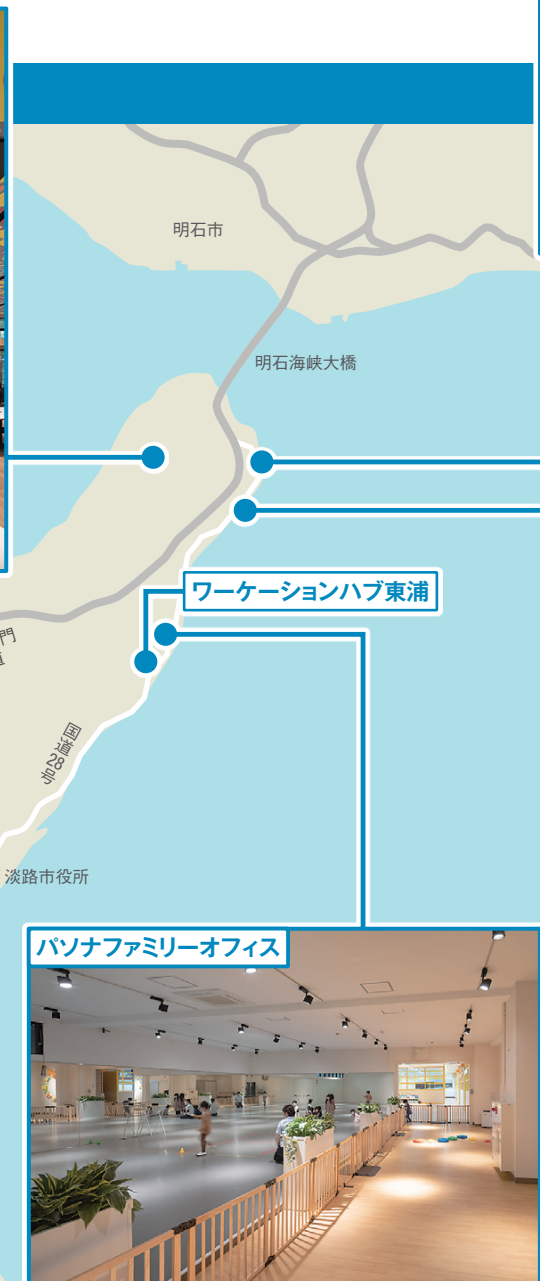 明石市
明石海峡大橋
ワーケーションハブ東浦
門
国道28号
淡路市役所
パソナファミリーオフィス